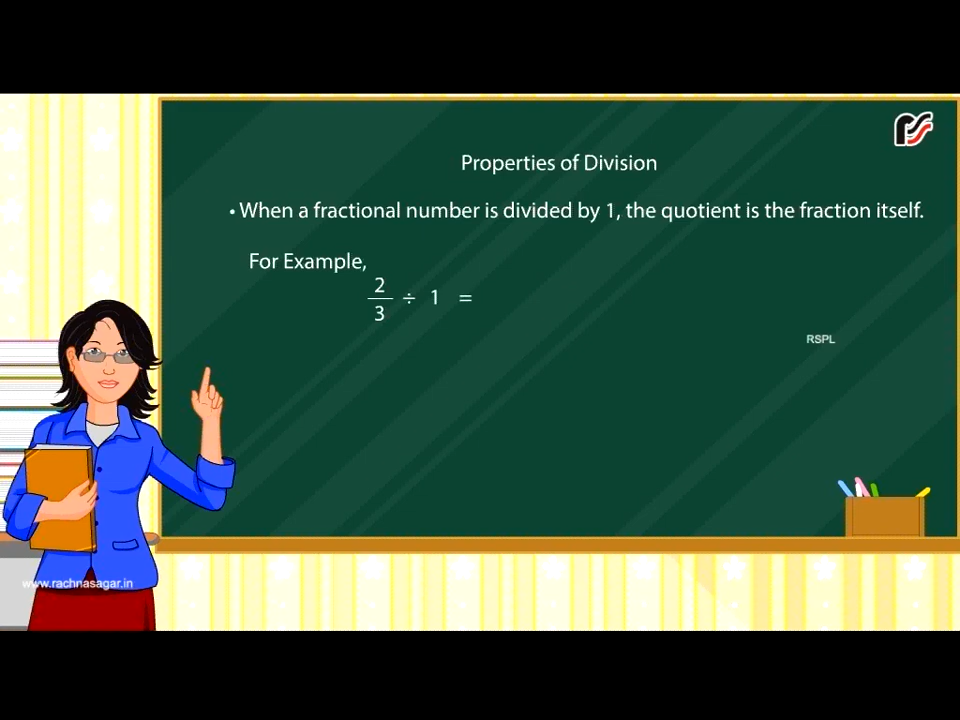 Properties of Division
• When a fractional number is divided by 1, the quotient is the fraction itself.
For Example,
2/3 ÷ 1 =
RSPL
www.rachnasagar.in